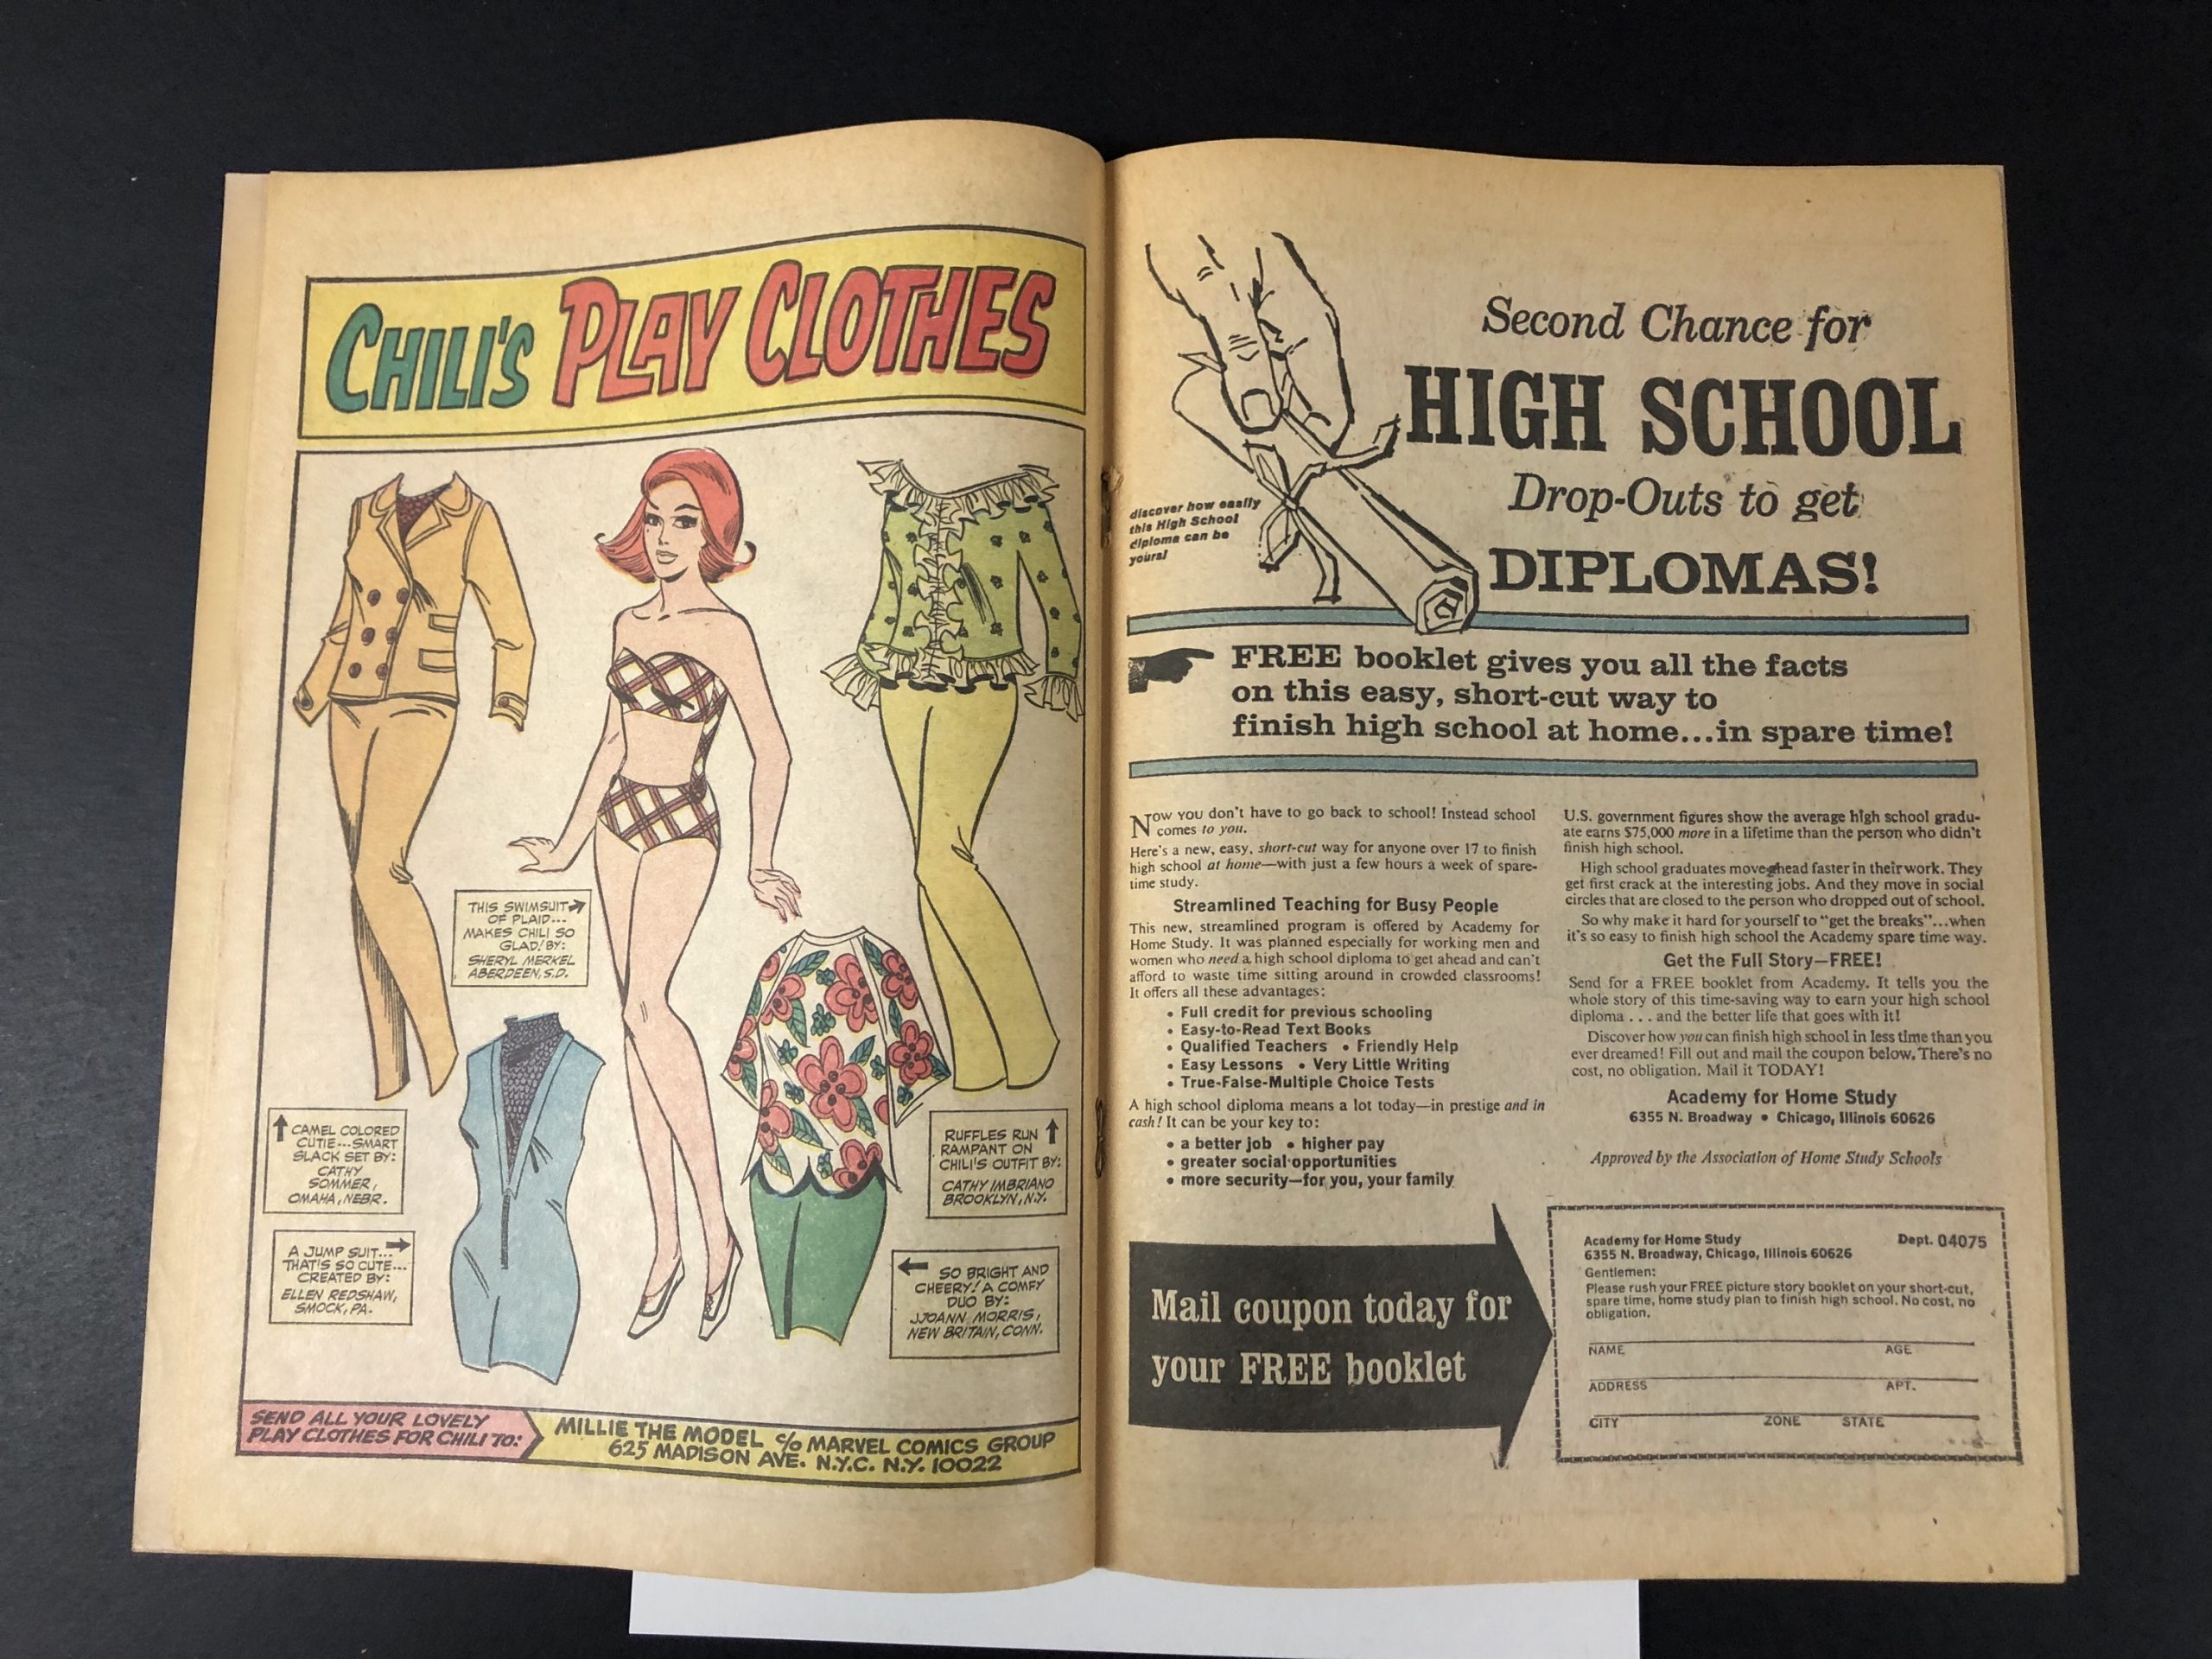 CHILI'S PLAY CLOTHES
THIS SWIMSUIT
OF PLAID...
MAKES CHILI SO
GLAD! BY:
SHERYL MERKEL
ABERDEEN, S.D.
CAMEL COLORED
CUTIE... SMART
SLACK SET BY:
CATHY
SOMMER,
OMAHA, NEBR.
A JUMP SUIT...
THAT'S SO CUTE...
CREATED BY:
ELLEN REDSHAW,
SMOCK, PA.
RUFFLES RUN
RAMPANT ON
CHILI'S OUTFIT BY:
CATHY IMBRIANO
BROOKLYN, N.Y.
SO BRIGHT AND
CHEERY! A COMFY
DUO BY:
JJOANN MORRIS,
NEW BRITAIN, CONN.
SEND ALL YOUR LOVELY
PLAY CLOTHES FOR CHILI TO:
MILLIE THE MODEL c/o MARVEL COMICS GROUP
625 MADISON AVE. N.Y.C. N.Y. 10022
Second Chance for
HIGH SCHOOL
Drop-Outs to get
DIPLOMAS!
discover how easily
this High School
diploma can be
yours!
FREE booklet gives you all the facts
on this easy, short-cut way to
finish high school at home...in spare time!
NOW YOU don't have to go back to school! Instead school
comes to you.
Here's a new, easy, short-cut way for anyone over 17 to finish
high school at home—with just a few hours a week of spare-
time study.
Streamlined Teaching for Busy People
This new, streamlined program is offered by Academy for
Home Study. It was planned especially for working men and
women who need a high school diploma to get ahead and can't
afford to waste time sitting around in crowded classrooms!
It offers all these advantages:
• Full credit for previous schooling
• Easy-to-Read Text Books
• Qualified Teachers • Friendly Help
• Easy Lessons • Very Little Writing
• True-False-Multiple Choice Tests
A high school diploma means a lot today—in prestige and in
cash! It can be your key to:
• a better job • higher pay
• greater social opportunities
• more security—for you, your family
U.S. government figures show the average high school gradu-
ate earns $75,000 more in a lifetime than the person who didn't
finish high school.
High school graduates move ahead faster in their work. They
get first crack at the interesting jobs. And they move in social
circles that are closed to the person who dropped out of school.
So why make it hard for yourself to "get the breaks"...when
it's so easy to finish high school the Academy spare time way.
Get the Full Story—FREE!
Send for a FREE booklet from Academy. It tells you the
whole story of this time-saving way to earn your high school
diploma . . . and the better life that goes with it!
Discover how you can finish high school in less time than you
ever dreamed! Fill out and mail the coupon below. There's no
cost, no obligation. Mail it TODAY!
Academy for Home Study
6355 N. Broadway • Chicago, Illinois 60626
Approved by the Association of Home Study Schools
Mail coupon today for
your FREE booklet
Academy for Home Study Dept. 04075
6355 N. Broadway, Chicago, Illinois 60626
Gentlemen:
Please rush your FREE picture story booklet on your short-cut,
spare time, home study plan to finish high school. No cost, no
obligation.
NAME AGE
ADDRESS APT.
CITY ZONE STATE